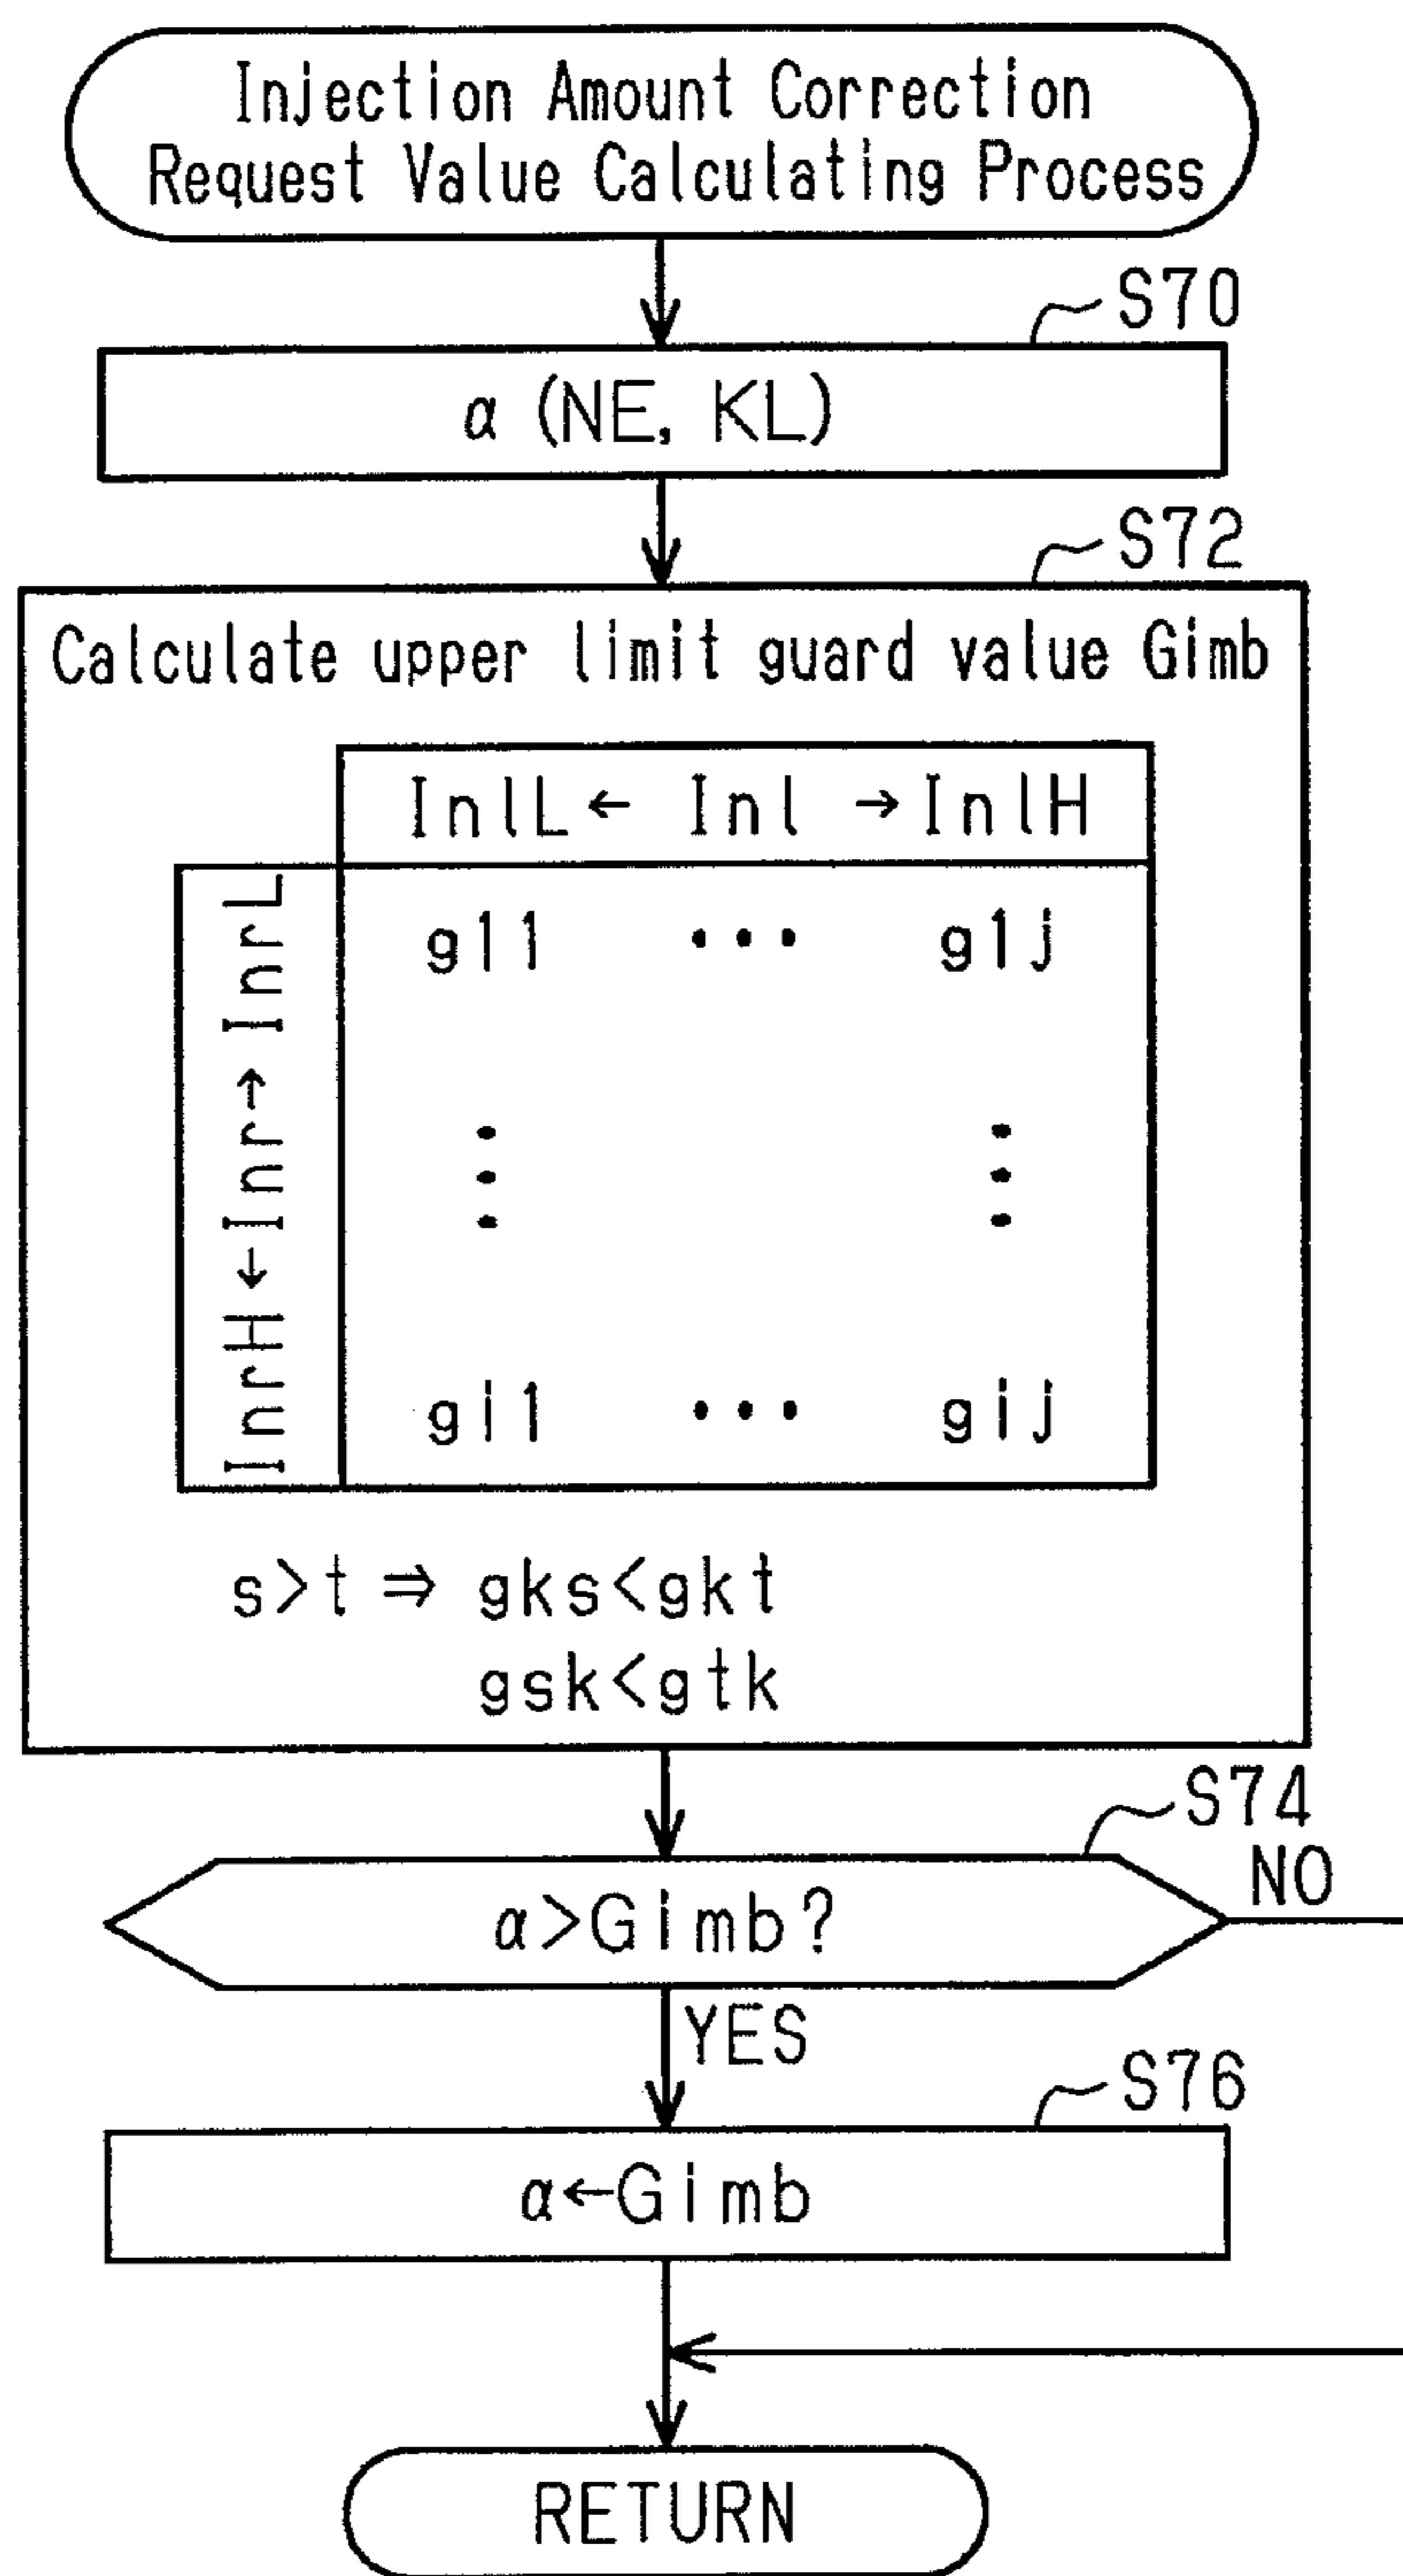 Injection Amount Correction
Request Value Calculating Process
S70
α (NE, KL)
S72
Calculate upper limit guard value Gimb
InlL ← Inl → InlH
InrH ← Inr → InrL
g11 ••• g1j
gi1 ••• gij
s>t ⇒ gks<gkt
gsk<gtk
S74
α>Gimb?
NO
YES
S76
α←Gimb
RETURN